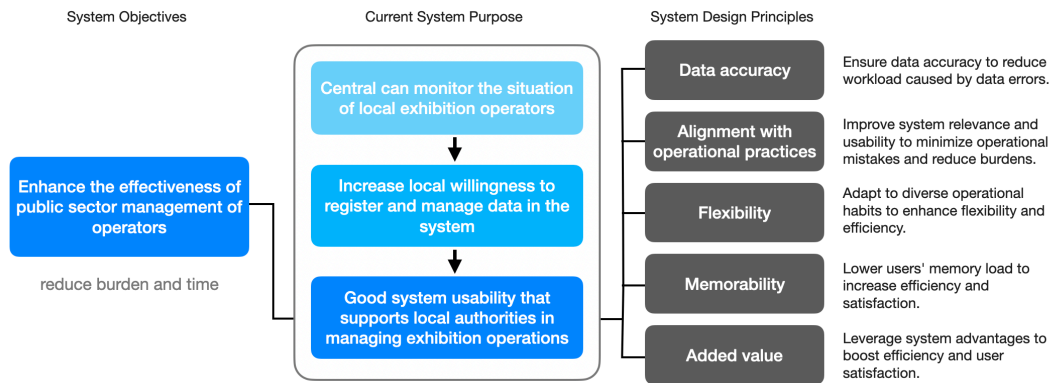 System Objectives
Current System Purpose
System Design Principles
Enhance the effectiveness of
public sector management of
operators
reduce burden and time
Central can monitor the situation
of local exhibition operators
Increase local willingness to
register and manage data in the
system
Good system usability that
supports local authorities in
managing exhibition operations
Data accuracy
Ensure data accuracy to reduce
workload caused by data errors.
Alignment with
operational practices
Improve system relevance and
usability to minimize operational
mistakes and reduce burdens.
Flexibility
Adapt to diverse operational
habits to enhance flexibility and
efficiency.
Memorability
Lower users' memory load to
increase efficiency and
satisfaction.
Added value
Leverage system advantages to
boost efficiency and user
satisfaction.